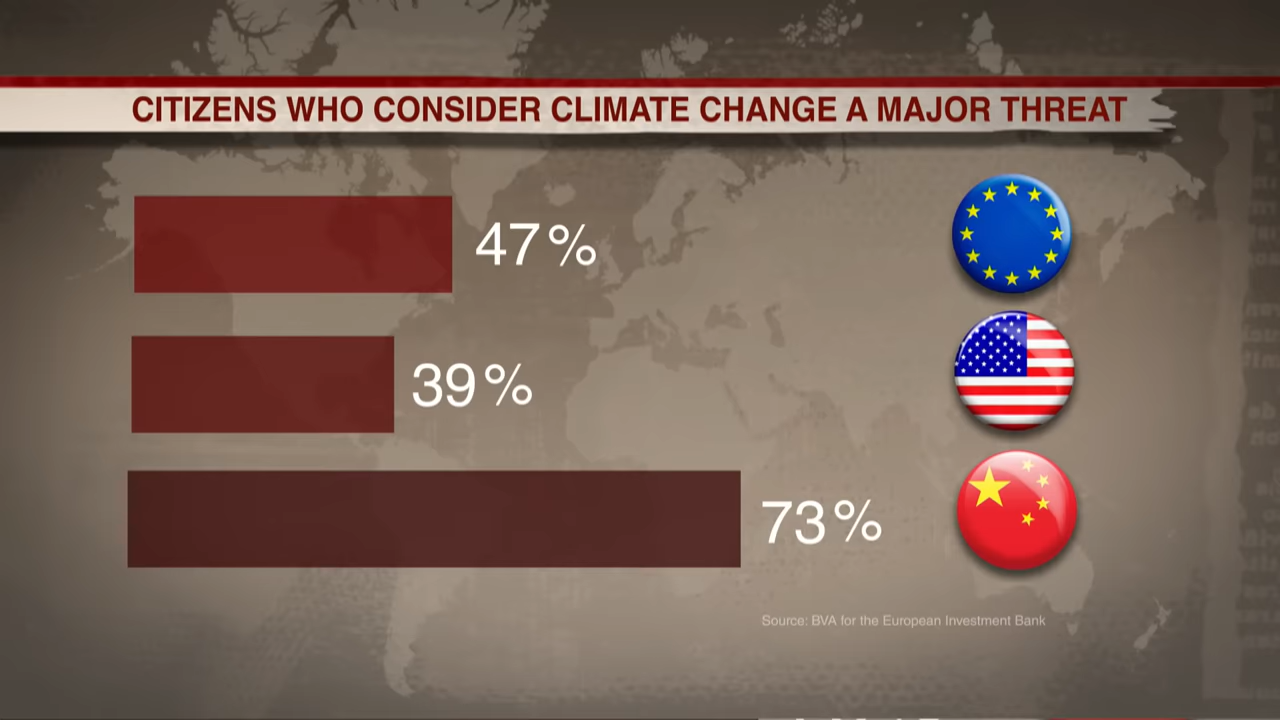 CITIZENS WHO CONSIDER CLIMATE CHANGE A MAJOR THREAT
47%
39%
73%
Source: BVA for the European Investment Bank